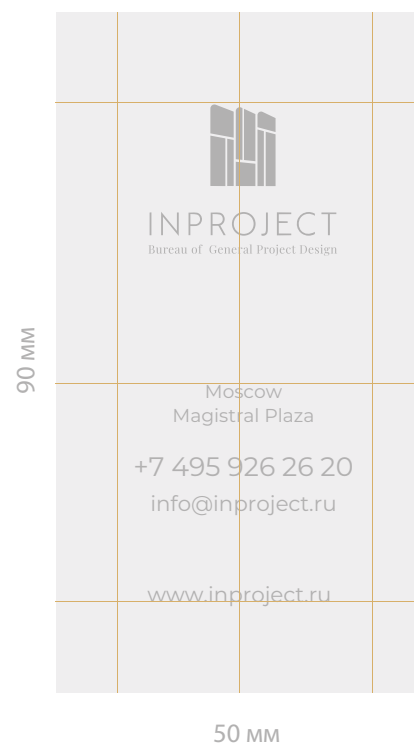 INPROJECT
Bureau of General Project Design
90 мм
Moscow
Magistral Plaza
+7 495 926 26 20
info@inproject.ru
www.inproject.ru
50 мм